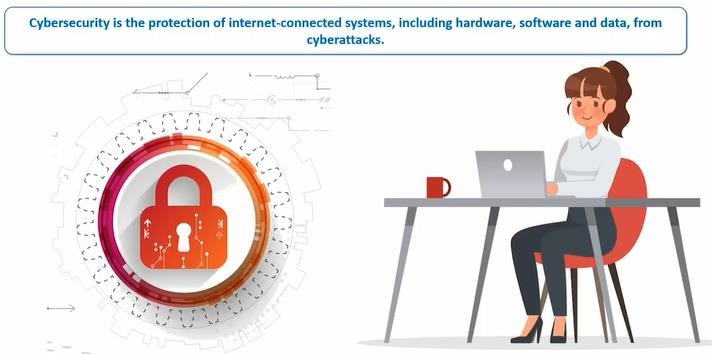 Cybersecurity is the protection of internet-connected systems, including hardware, software and data, from
cyberattacks.